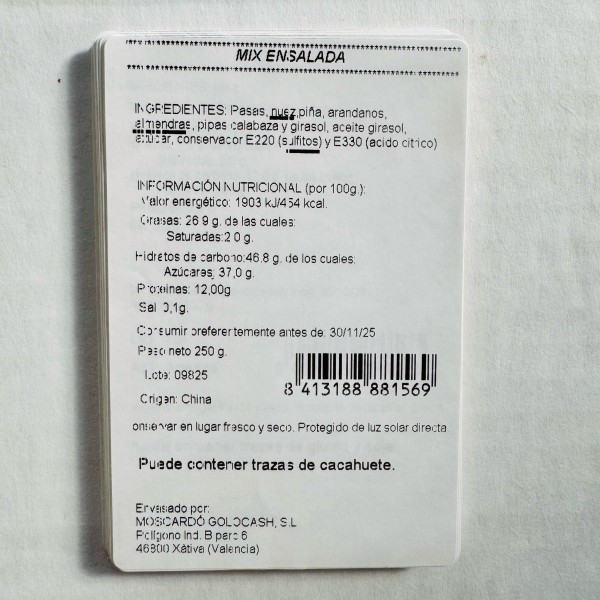 MIX ENSALADA
INGREDIENTES: Pasas, nuez,piña, arandanos,
almendras, pipas calabaza y girasol, aceite girasol,
azúcar, conservador E220 (sulfitos) y E330 (acido citrico)
INFORMACIÓN NUTRICIONAL (por 100g.):
Valor energético: 1903 kJ/454 kcal.
Grasas: 26.9 g. de las cuales:
Saturadas:2.0 g.
Hidratos de carbono:46.8 g. de los cuales:
Azúcares: 37,0 g.
Proteinas: 12,00g
Sal 0,1g.
Consumir preferentemente antes de: 30/11/25
Peso neto 250 g.
Lote: 09825
8 413188 881569
Origen: China
onservar en lugar fresco y seco. Protegido de luz solar directa
Puede contener trazas de cacahuete.
Envasado por:
MOSCARDÓ GOLDCASH, S.L
Polígono Ind. B parc 6
46800 Xàtiva (Valencia)